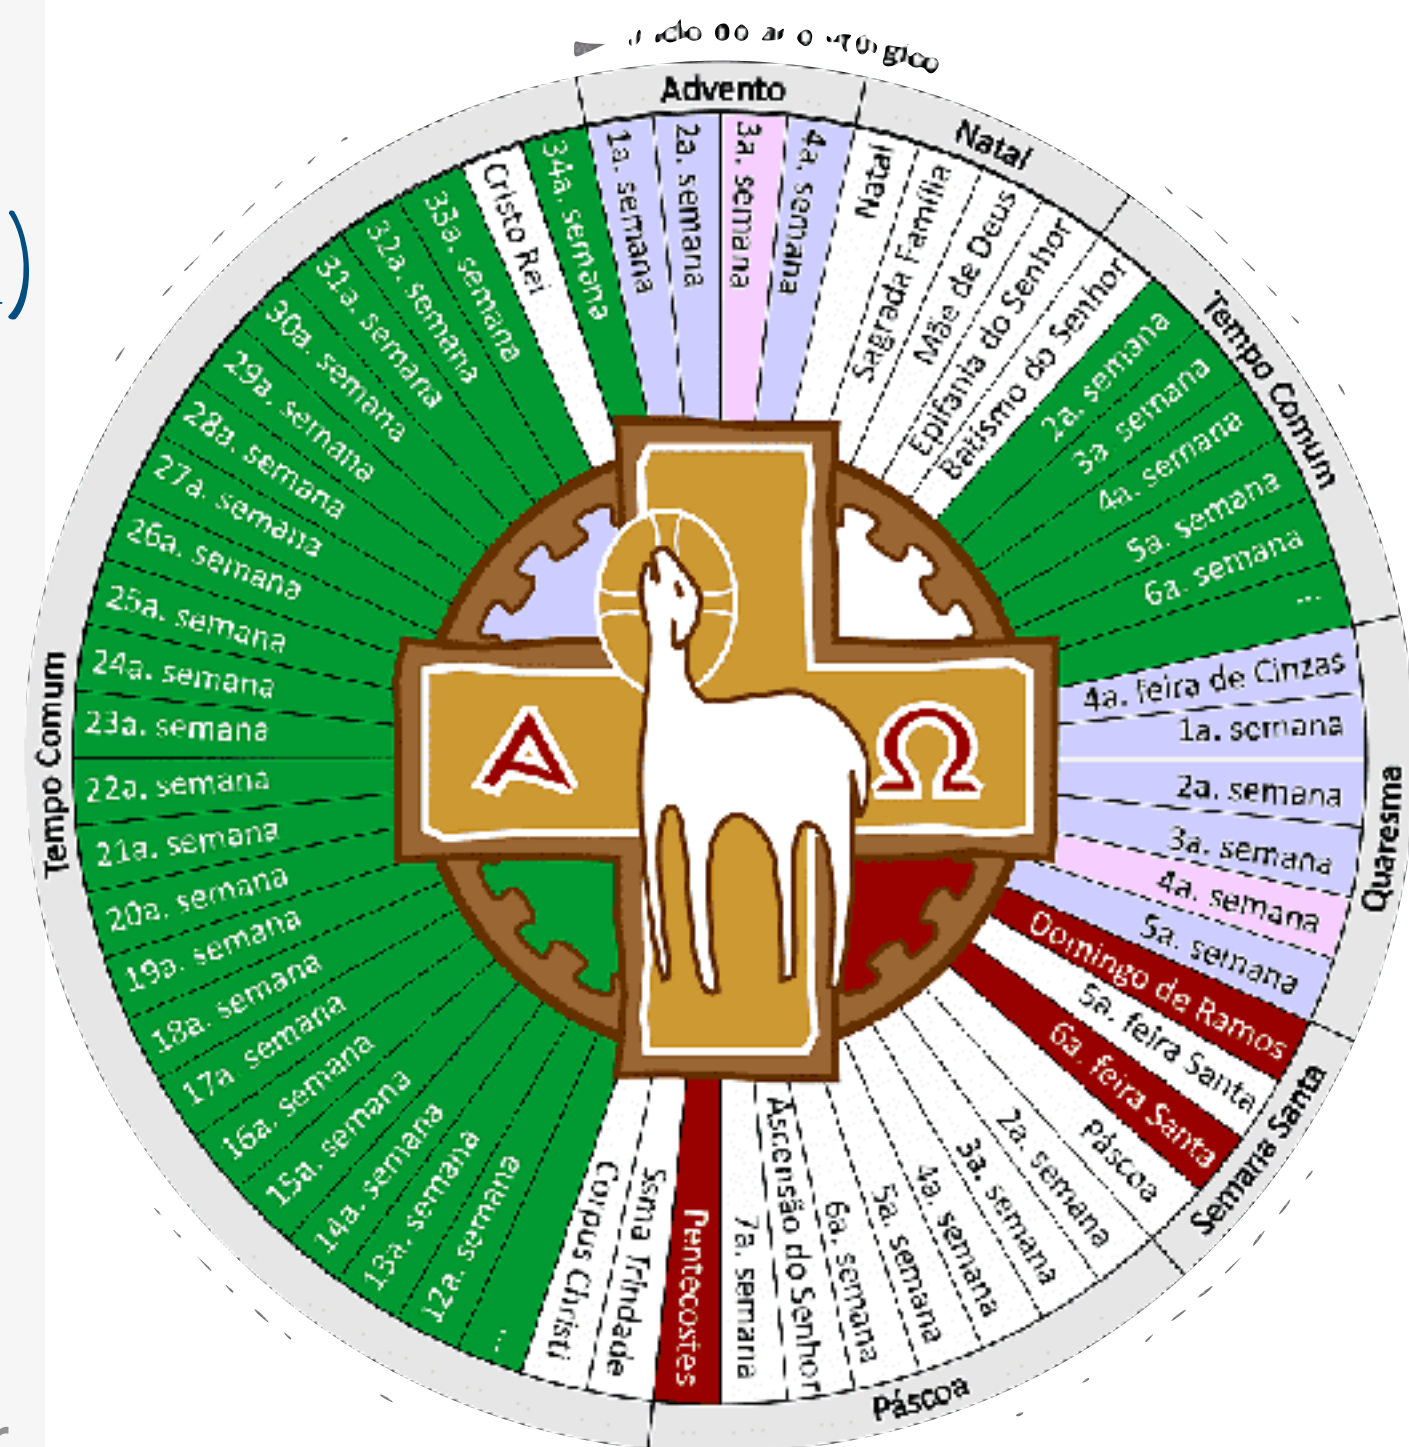 Advento
1a. semana
2a. semana
3a. semana
4a. semana
Natal
Natal
Sagrada Família
Mãe de Deus
Epifania do Senhor
Batismo do Senhor
Tempo Comum
2a. semana
3a. semana
4a. semana
5a. semana
6a. semana
...
Quaresma
4a. feira de Cinzas
1a. semana
2a. semana
3a. semana
4a. semana
5a. semana
Semana Santa
Domingo de Ramos
5a. feira Santa
6a. feira Santa
Páscoa
Páscoa
2a. semana
3a. semana
4a. semana
5a. semana
6a. semana
Ascensão do Senhor
7a. semana
Pentecostes
Tempo Comum
Ssma Trindade
Corpus Christi
...
12a. semana
13a. semana
14a. semana
15a. semana
16a. semana
17a. semana
18a. semana
19a. semana
20a. semana
21a. semana
22a. semana
23a. semana
24a. semana
25a. semana
26a. semana
27a. semana
28a. semana
29a. semana
30a. semana
31a. semana
32a. semana
33a. semana
Cristo Rei
34a. semana
Α
Ω